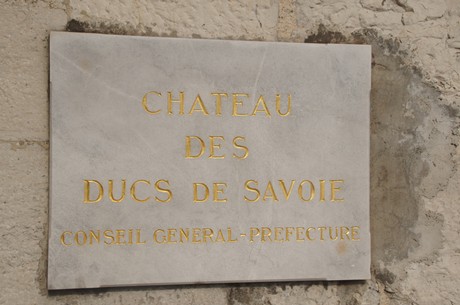 CHATEAU
DES
DUCS DE SAVOIE
CONSEIL GENERAL-PREFECTURE